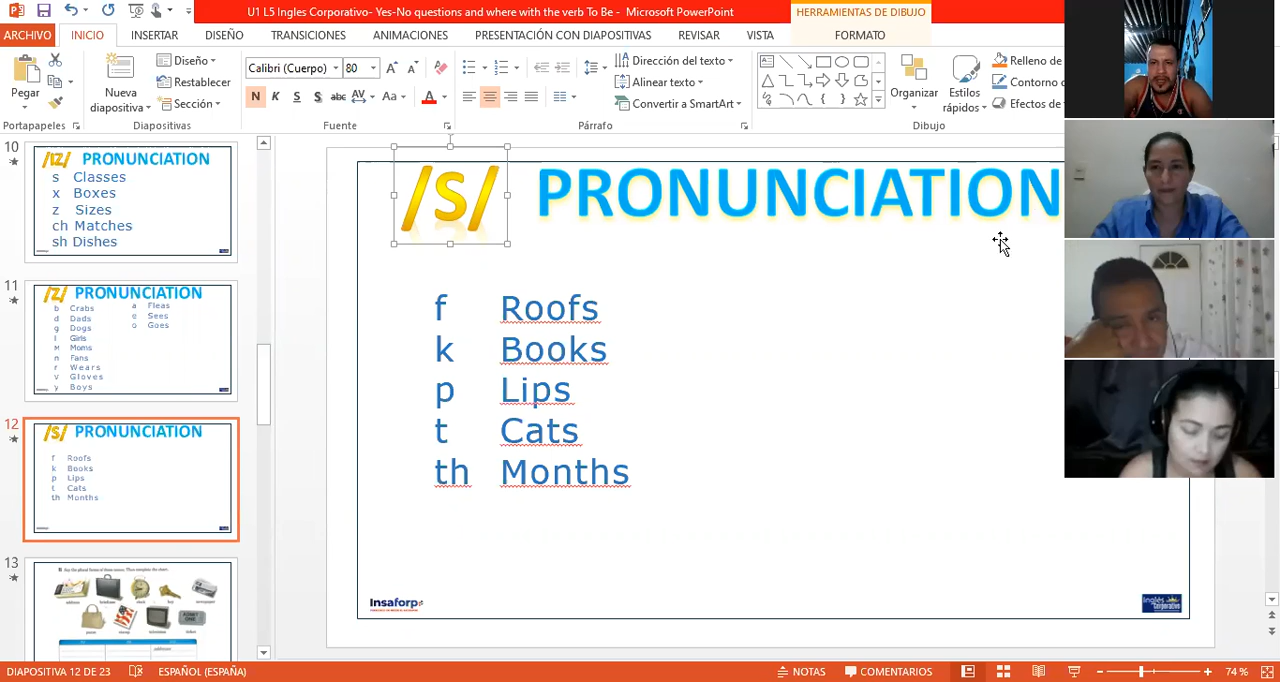 U1 L5 Ingles Corporativo- Yes-No questions and where with the verb To Be - Microsoft PowerPoint
HERRAMIENTAS DE DIBUJO
ARCHIVO INICIO INSERTAR DISEÑO TRANSICIONES ANIMACIONES PRESENTACIÓN CON DIAPOSITIVAS REVISAR VISTA FORMATO
Pegar
Nueva diapositiva
Diseño
Restablecer
Sección
Calibri (Cuerpo) 80
N K S S abc AV Aa A
Dirección del texto
Alinear texto
Convertir a SmartArt
Organizar
Estilos rápidos
Relleno de
Contorno
Efectos de
Portapapeles Diapositivas Fuente Párrafo Dibujo
10
/IZ/ PRONUNCIATION
s Classes
x Boxes
z Sizes
ch Matches
sh Dishes
11
/Z/ PRONUNCIATION
b Crabs
d Dads
g Dogs
l Girls
M Moms
n Fans
r Wears
v Gloves
y Boys
a Fleas
e Sees
o Goes
12
/S/ PRONUNCIATION
f Roofs
k Books
p Lips
t Cats
th Months
13
/S/ PRONUNCIATION
f Roofs
k Books
p Lips
t Cats
th Months
Insaforp
Inglés Corporativo
DIAPOSITIVA 12 DE 23 ESPAÑOL (ESPAÑA) NOTAS COMENTARIOS 74 %